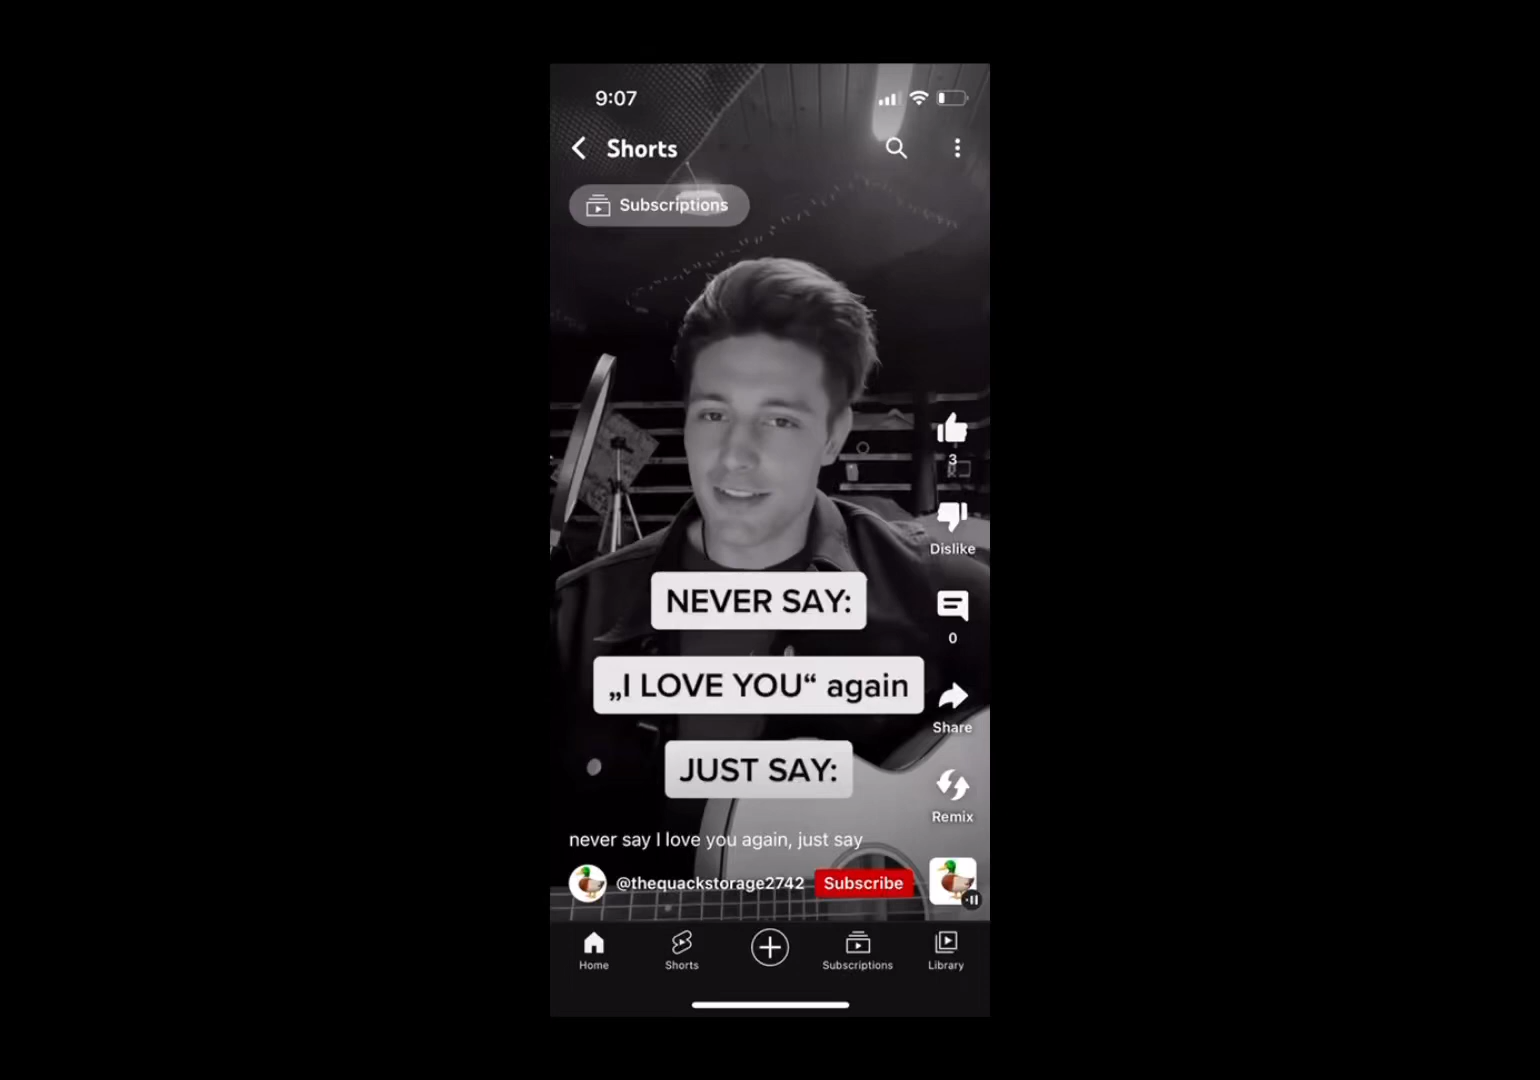 9:07
Shorts
Subscriptions
3
Dislike
NEVER SAY:
0
„I LOVE YOU“ again
Share
JUST SAY:
Remix
never say I love you again, just say
@thequackstorage2742 Subscribe
Home Shorts Subscriptions Library